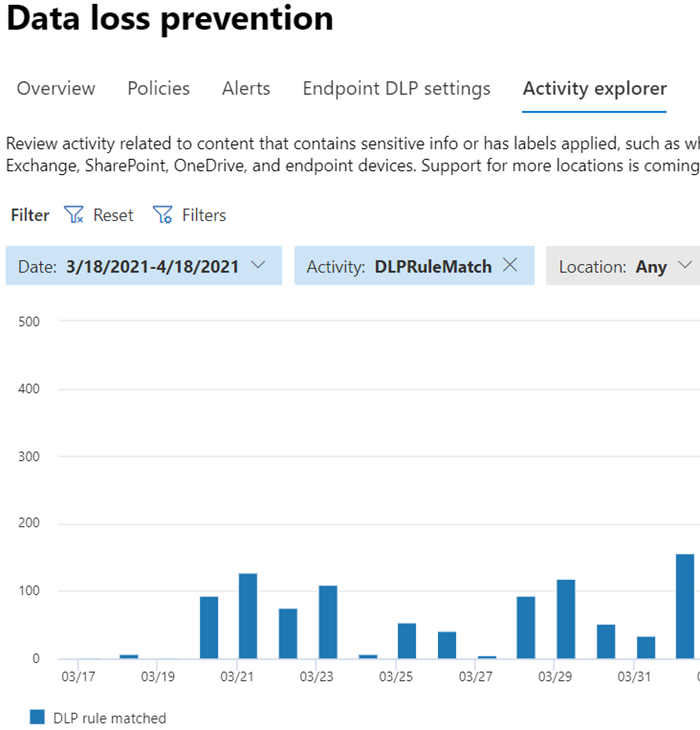 Data loss prevention
Overview Policies Alerts Endpoint DLP settings Activity explorer
Review activity related to content that contains sensitive info or has labels applied, such as
Exchange, SharePoint, OneDrive, and endpoint devices. Support for more locations is coming
Filter Reset Filters
Date: 3/18/2021-4/18/2021 Activity: DLPRuleMatch Location: Any
500
400
300
200
100
0
03/17 03/19 03/21 03/23 03/25 03/27 03/29 03/31
DLP rule matched